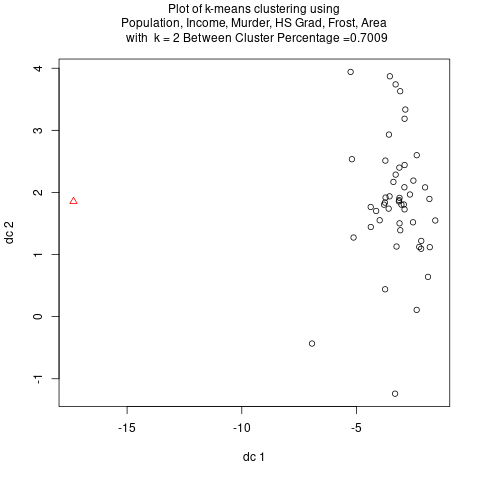 Plot of k-means clustering using
Population, Income, Murder, HS Grad, Frost, Area
with k = 2 Between Cluster Percentage =0.7009
4
3
2
1
0
-1
dc 2
-15 -10 -5
dc 1